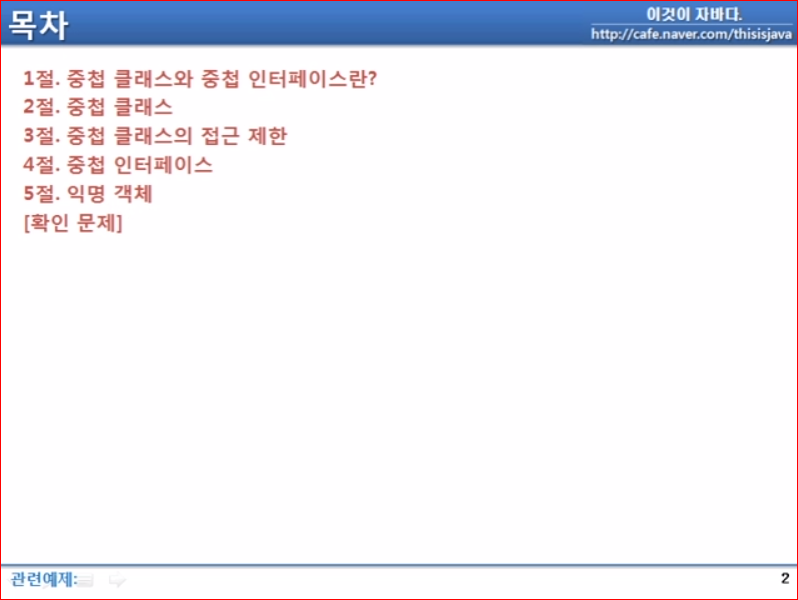 목차
이것이 자바다.
http://cafe.naver.com/thisisjava
1절. 중첩 클래스와 중첩 인터페이스란?
2절. 중첩 클래스
3절. 중첩 클래스의 접근 제한
4절. 중첩 인터페이스
5절. 익명 객체
[확인 문제]
관련예제:
2